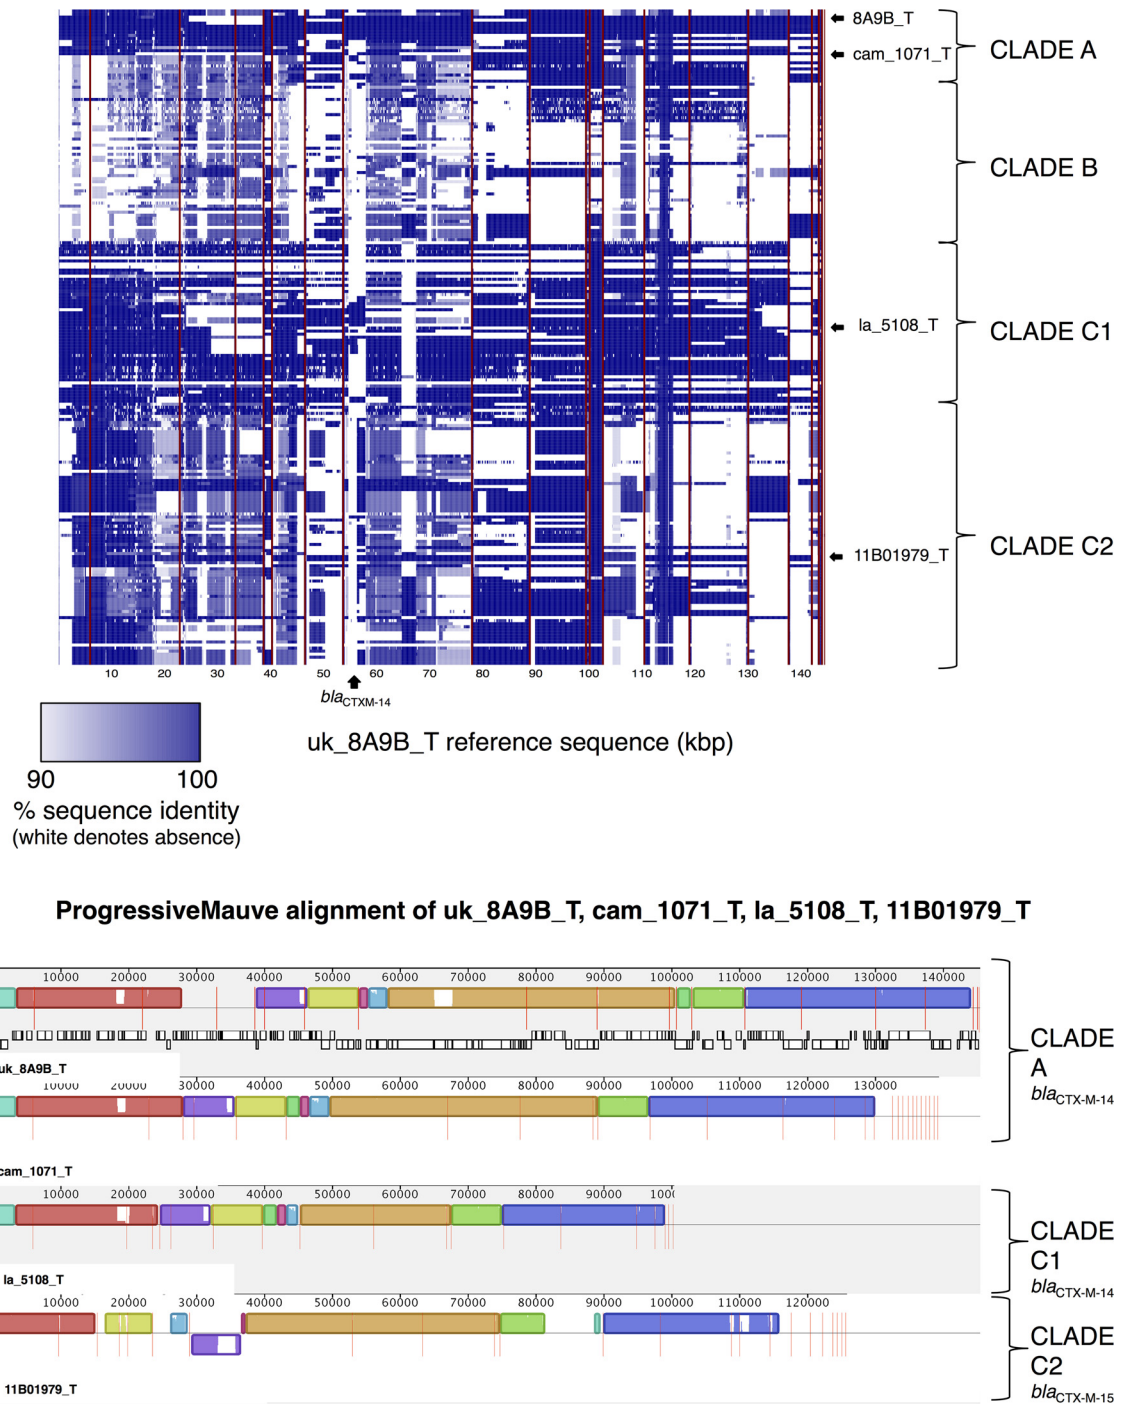 8A9B_T
cam_1071_T
CLADE A
CLADE B
la_5108_T
CLADE C1
11B01979_T
CLADE C2
10 20 30 40 50 60 70 80 90 100 110 120 130 140
blaCTXM-14
uk_8A9B_T reference sequence (kbp)
90 100
% sequence identity
(white denotes absence)
ProgressiveMauve alignment of uk_8A9B_T, cam_1071_T, la_5108_T, 11B01979_T
10000 20000 30000 40000 50000 60000 70000 80000 90000 100000 110000 120000 130000 140000
uk_8A9B_T
CLADE
A
blaCTX-M-14
10000 20000 30000 40000 50000 60000 70000 80000 90000 100000 110000 120000 130000
cam_1071_T
10000 20000 30000 40000 50000 60000 70000 80000 90000 1000
la_5108_T
CLADE
C1
blaCTX-M-14
10000 20000 30000 40000 50000 60000 70000 80000 90000 100000 110000 120000
11B01979_T
CLADE
C2
blaCTX-M-15